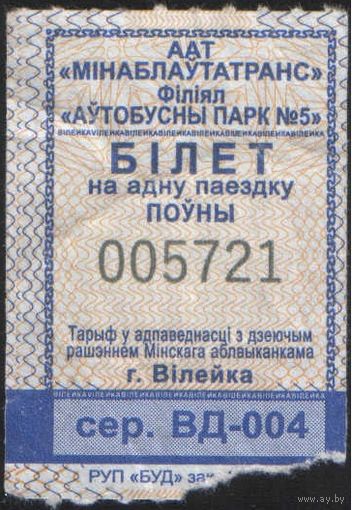 ААТ
«МІНАБЛАЎТАТРАНС»
Філіял
«АЎТОБУСНЫ ПАРК №5»
ВІЛЕЙКАВІЛЕЙКАВІЛЕЙКАВІЛЕЙКАВІЛЕЙКАВІЛЕЙКА
БІЛЕТ
на адну паездку
ПОЎНЫ
005721
Тарыф у адпаведнасці з дзеючым
рашэннем Мінскага аблвыканкама
г. Вілейка
ВІЛЕЙКАВІЛЕЙКАВІЛЕЙКАВІЛЕЙКАВІЛЕЙКАВІЛЕЙКА
сер. ВД-004
РУП «БУД»
www.ay.by